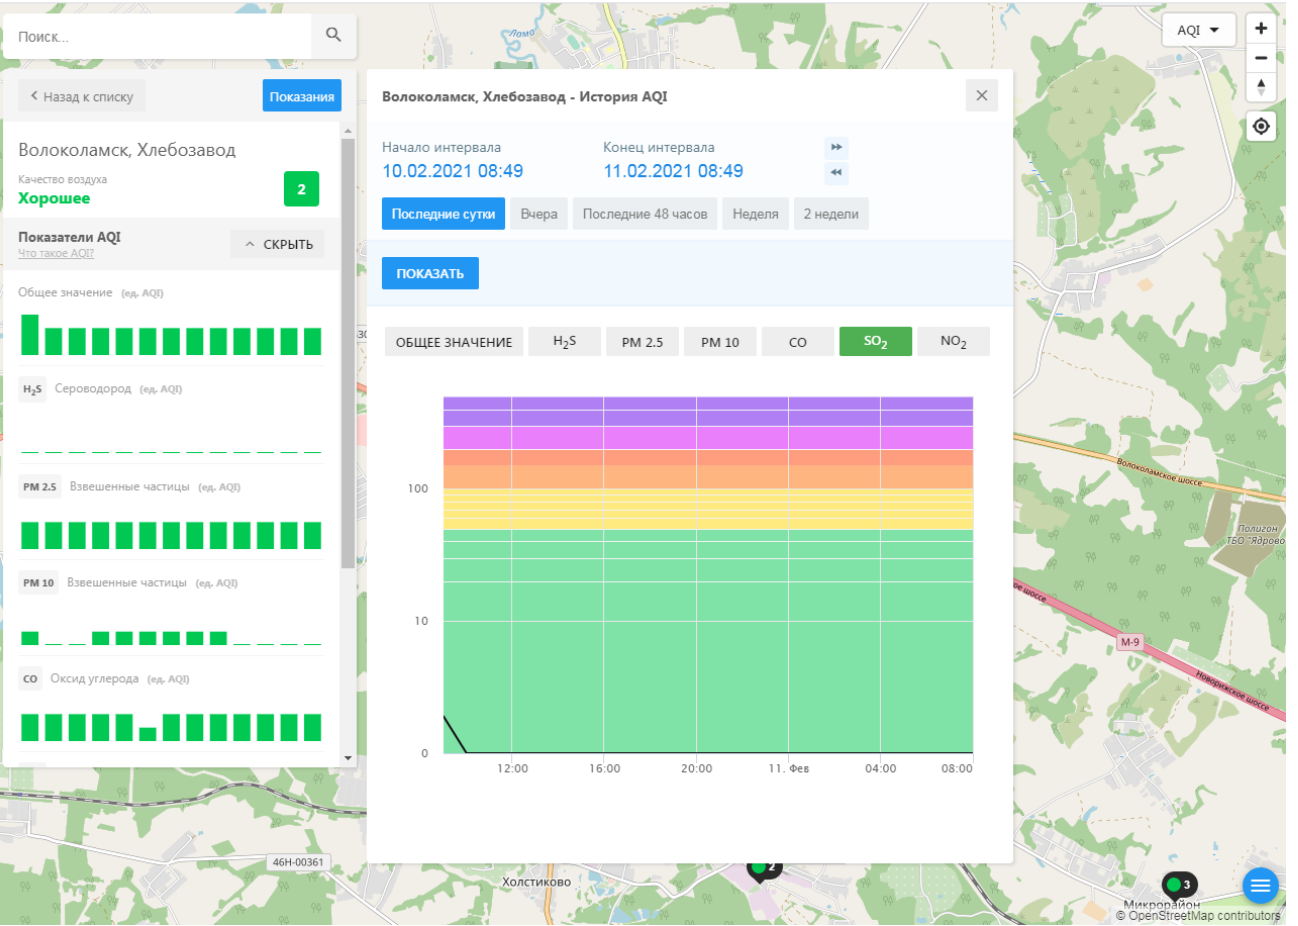 Поиск...
AQI
Лама
Назад к списку
Показания
Волоколамск, Хлебозавод
Качество воздуха
Хорошее
2
Показатели AQI
Что такое AQI?
СКРЫТЬ
Общее значение (ед. AQI)
H₂S Сероводород (ед. AQI)
PM 2.5 Взвешенные частицы (ед. AQI)
PM 10 Взвешенные частицы (ед. AQI)
CO Оксид углерода (ед. AQI)
Волоколамск, Хлебозавод - История AQI
Начало интервала
Конец интервала
10.02.2021 08:49
11.02.2021 08:49
Последние сутки
Вчера
Последние 48 часов
Неделя
2 недели
ПОКАЗАТЬ
ОБЩЕЕ ЗНАЧЕНИЕ
H₂S
PM 2.5
PM 10
CO
SO₂
NO₂
100
10
0
12:00
16:00
20:00
11. Фев
04:00
08:00
Волоколамское шоссе
Полигон
ТБО "Ядрово
ое шоссе
М-9
Новорижское шоссе
46Н-00361
Холстиково
2
3
Микрорайон
© OpenStreetMap contributors